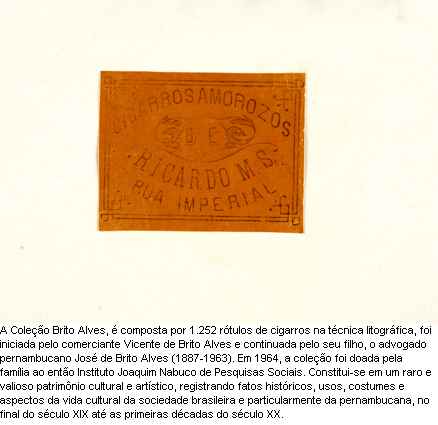 CIGARROS AMOROZOS
DE
RICARDO M. S.
RUA IMPERIAL
A Coleção Brito Alves, é composta por 1.252 rótulos de cigarros na técnica litográfica, foi
iniciada pelo comerciante Vicente de Brito Alves e continuada pelo seu filho, o advogado
pernambucano José de Brito Alves (1887-1963). Em 1964, a coleção foi doada pela
família ao então Instituto Joaquim Nabuco de Pesquisas Sociais. Constitui-se em um raro e
valioso patrimônio cultural e artístico, registrando fatos históricos, usos, costumes e
aspectos da vida cultural da sociedade brasileira e particularmente da pernambucana, no
final do século XIX até as primeiras décadas do século XX.